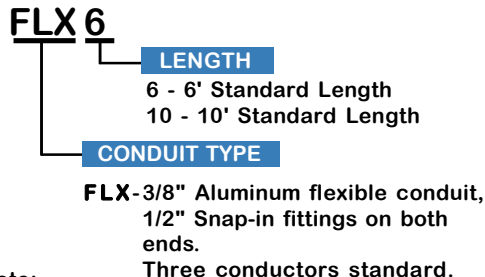 FLX 6
LENGTH
6 - 6' Standard Length
10 - 10' Standard Length
CONDUIT TYPE
FLX-3/8" Aluminum flexible conduit,
1/2" Snap-in fittings on both
ends.
Three conductors standard.